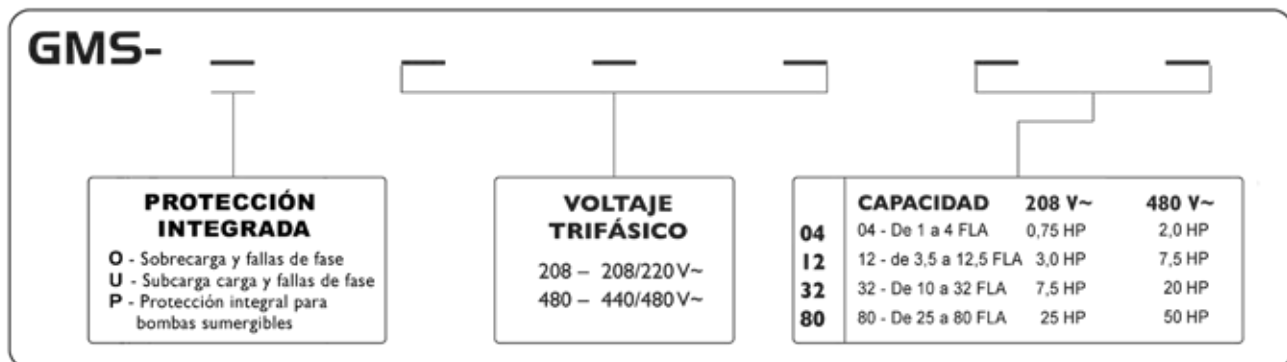 GMS-
PROTECCIÓN
INTEGRADA
O - Sobrecarga y fallas de fase
U - Subcarga carga y fallas de fase
P - Protección integral para
bombas sumergibles
VOLTAJE
TRIFÁSICO
208 – 208/220 V~
480 – 440/480 V~
CAPACIDAD 208 V~ 480 V~
04 04 - De 1 a 4 FLA 0,75 HP 2,0 HP
12 12 - de 3,5 a 12,5 FLA 3,0 HP 7,5 HP
32 32 - De 10 a 32 FLA 7,5 HP 20 HP
80 80 - De 25 a 80 FLA 25 HP 50 HP